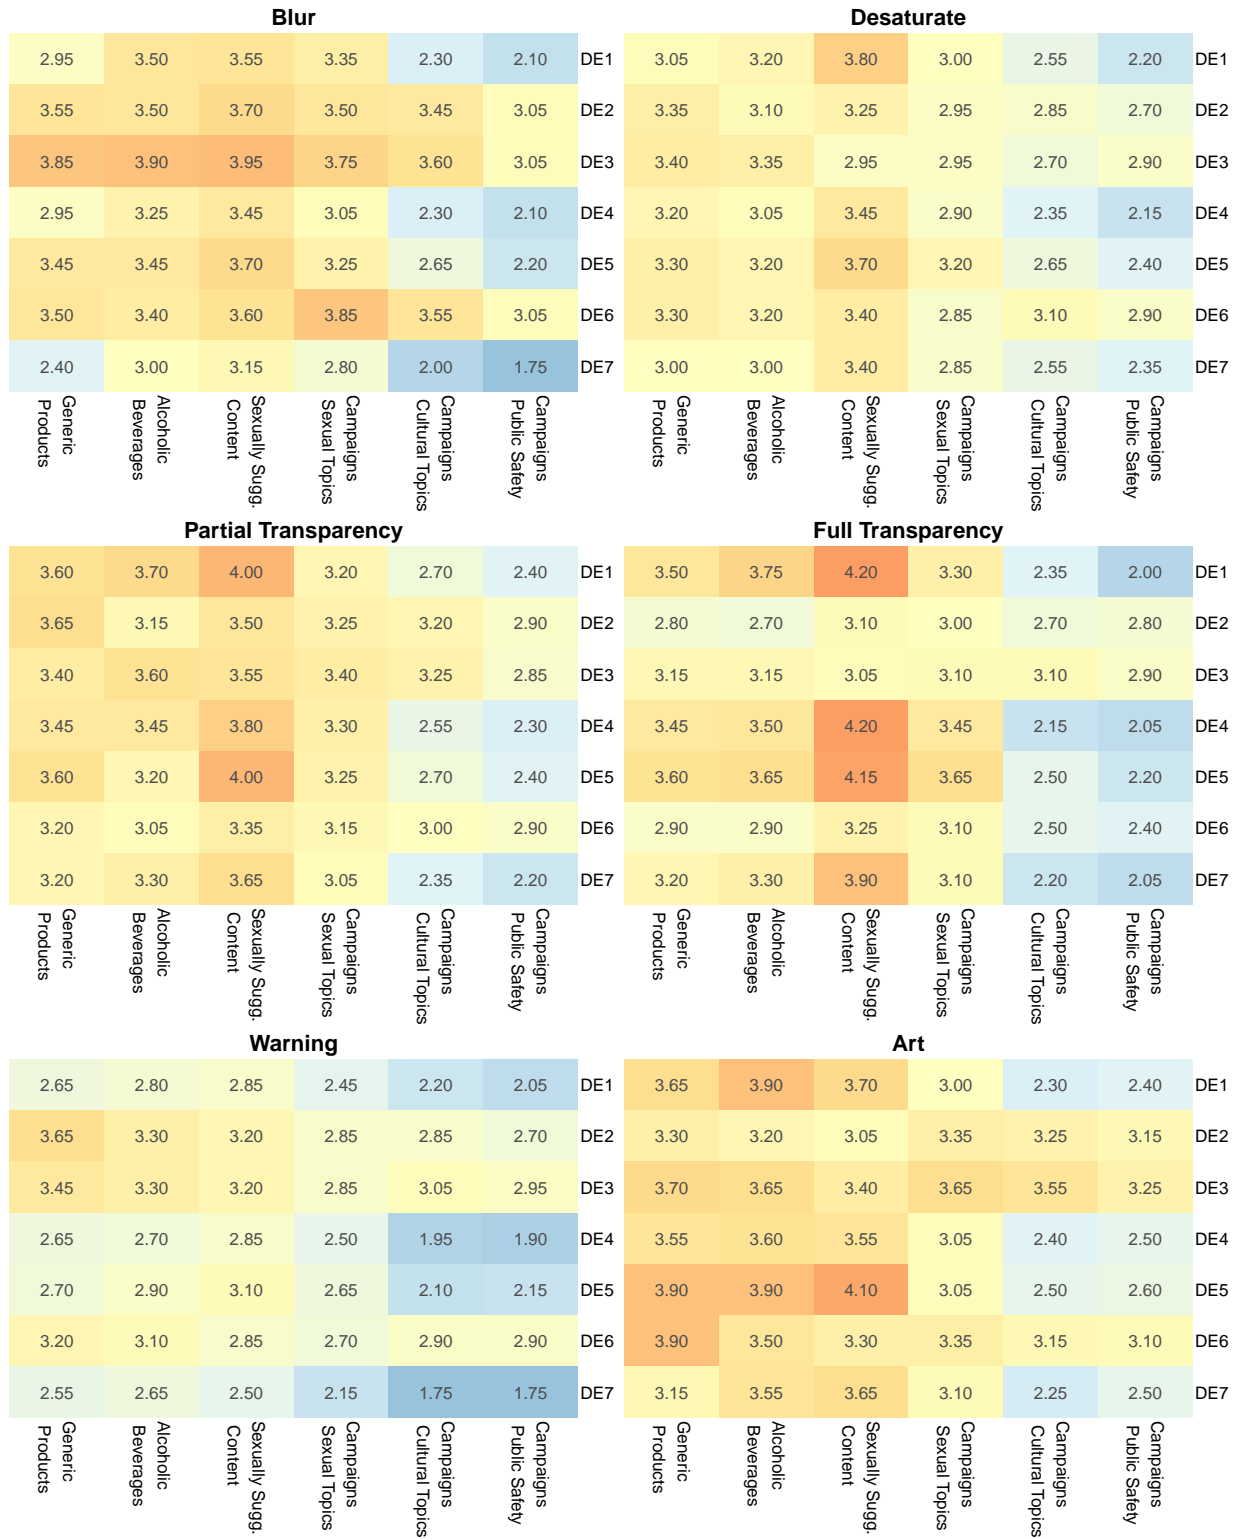 Blur
2.95 3.50 3.55 3.35 2.30 2.10 DE1
3.55 3.50 3.70 3.50 3.45 3.05 DE2
3.85 3.90 3.95 3.75 3.60 3.05 DE3
2.95 3.25 3.45 3.05 2.30 2.10 DE4
3.45 3.45 3.70 3.25 2.65 2.20 DE5
3.50 3.40 3.60 3.85 3.55 3.05 DE6
2.40 3.00 3.15 2.80 2.00 1.75 DE7
Generic
Products
Alcoholic
Beverages
Sexually Sugg.
Content
Campaigns
Sexual Topics
Campaigns
Cultural Topics
Campaigns
Public Safety
Desaturate
3.05 3.20 3.80 3.00 2.55 2.20 DE1
3.35 3.10 3.25 2.95 2.85 2.70 DE2
3.40 3.35 2.95 2.95 2.70 2.90 DE3
3.20 3.05 3.45 2.90 2.35 2.15 DE4
3.30 3.20 3.70 3.20 2.65 2.40 DE5
3.30 3.20 3.40 2.85 3.10 2.90 DE6
3.00 3.00 3.40 2.85 2.55 2.35 DE7
Generic
Products
Alcoholic
Beverages
Sexually Sugg.
Content
Campaigns
Sexual Topics
Campaigns
Cultural Topics
Campaigns
Public Safety
Partial Transparency
3.60 3.70 4.00 3.20 2.70 2.40 DE1
3.65 3.15 3.50 3.25 3.20 2.90 DE2
3.40 3.60 3.55 3.40 3.25 2.85 DE3
3.45 3.45 3.80 3.30 2.55 2.30 DE4
3.60 3.20 4.00 3.25 2.70 2.40 DE5
3.20 3.05 3.35 3.15 3.00 2.90 DE6
3.20 3.30 3.65 3.05 2.35 2.20 DE7
Generic
Products
Alcoholic
Beverages
Sexually Sugg.
Content
Campaigns
Sexual Topics
Campaigns
Cultural Topics
Campaigns
Public Safety
Full Transparency
3.50 3.75 4.20 3.30 2.35 2.00 DE1
2.80 2.70 3.10 3.00 2.70 2.80 DE2
3.15 3.15 3.05 3.10 3.10 2.90 DE3
3.45 3.50 4.20 3.45 2.15 2.05 DE4
3.60 3.65 4.15 3.65 2.50 2.20 DE5
2.90 2.90 3.25 3.10 2.50 2.40 DE6
3.20 3.30 3.90 3.10 2.20 2.05 DE7
Generic
Products
Alcoholic
Beverages
Sexually Sugg.
Content
Campaigns
Sexual Topics
Campaigns
Cultural Topics
Campaigns
Public Safety
Warning
2.65 2.80 2.85 2.45 2.20 2.05 DE1
3.65 3.30 3.20 2.85 2.85 2.70 DE2
3.45 3.30 3.20 2.85 3.05 2.95 DE3
2.65 2.70 2.85 2.50 1.95 1.90 DE4
2.70 2.90 3.10 2.65 2.10 2.15 DE5
3.20 3.10 2.85 2.70 2.90 2.90 DE6
2.55 2.65 2.50 2.15 1.75 1.75 DE7
Generic
Products
Alcoholic
Beverages
Sexually Sugg.
Content
Campaigns
Sexual Topics
Campaigns
Cultural Topics
Campaigns
Public Safety
Art
3.65 3.90 3.70 3.00 2.30 2.40 DE1
3.30 3.20 3.05 3.35 3.25 3.15 DE2
3.70 3.65 3.40 3.65 3.55 3.25 DE3
3.55 3.60 3.55 3.05 2.40 2.50 DE4
3.90 3.90 4.10 3.05 2.50 2.60 DE5
3.90 3.50 3.30 3.35 3.15 3.10 DE6
3.15 3.55 3.65 3.10 2.25 2.50 DE7
Generic
Products
Alcoholic
Beverages
Sexually Sugg.
Content
Campaigns
Sexual Topics
Campaigns
Cultural Topics
Campaigns
Public Safety